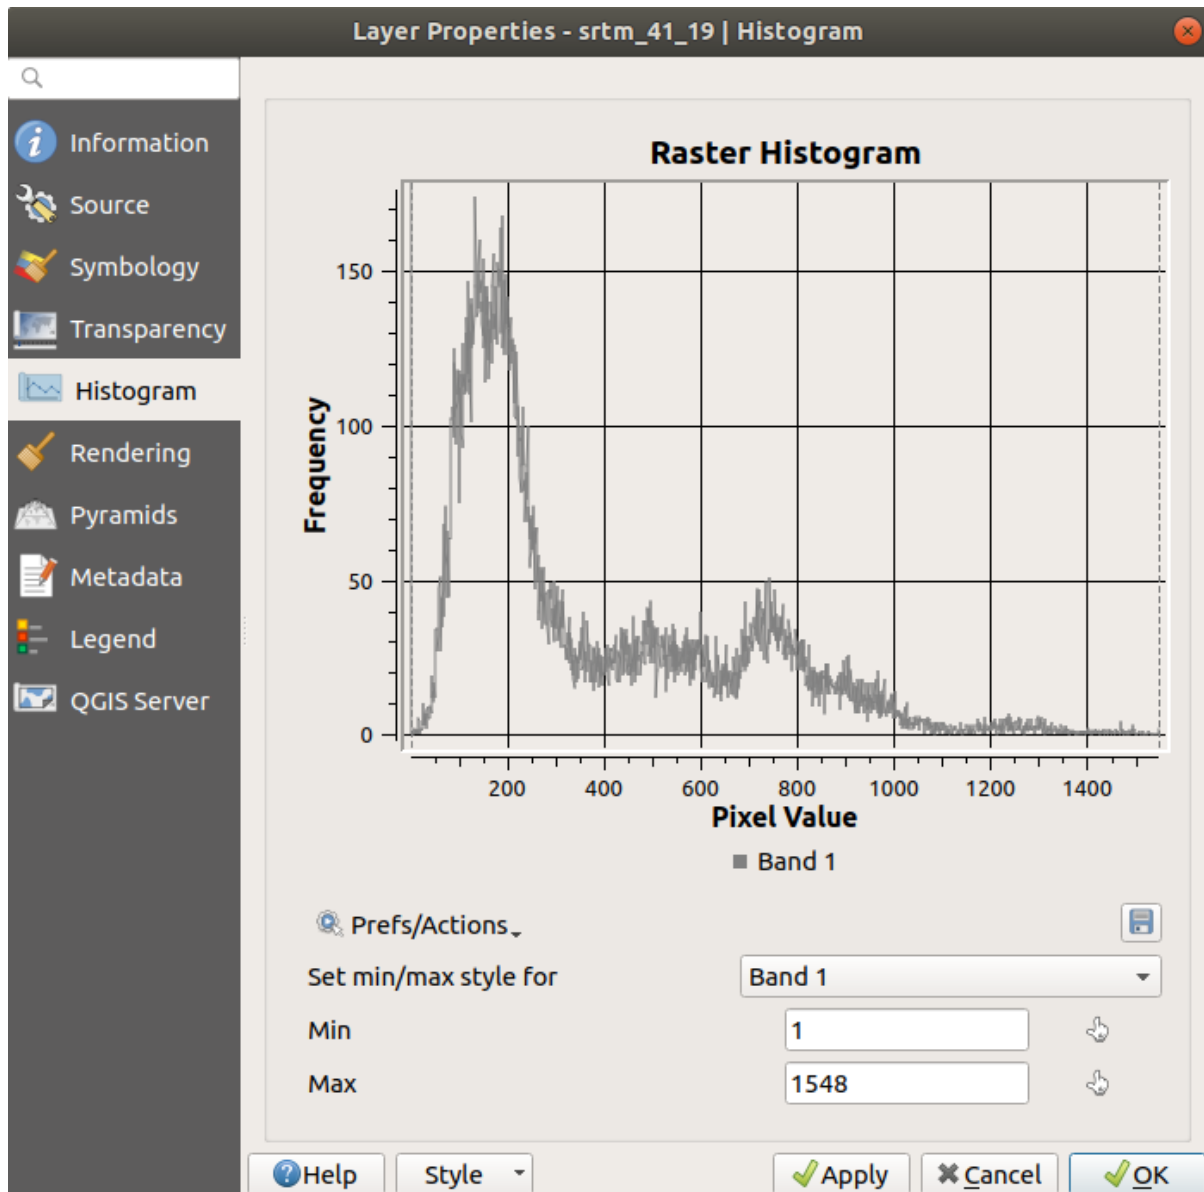 Layer Properties - srtm_41_19 | Histogram
Information
Source
Symbology
Transparency
Histogram
Rendering
Pyramids
Metadata
Legend
QGIS Server
Raster Histogram
Frequency
150
100
50
0
200 400 600 800 1000 1200 1400
Pixel Value
Band 1
Prefs/Actions
Set min/max style for Band 1
Min 1
Max 1548
Help Style Apply Cancel OK